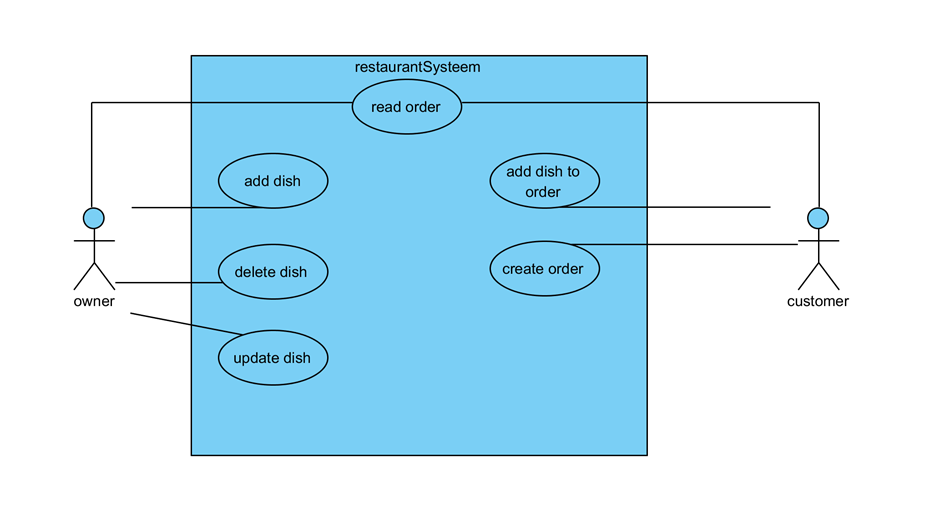 restaurantSysteem
read order
add dish
add dish to
order
delete dish
create order
owner
customer
update dish